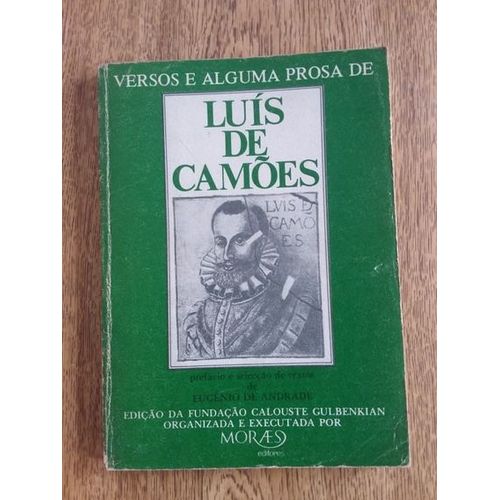 VERSOS E ALGUMA PROSA DE
LUÍS
DE
CAMÕES
LVIS D
CAMO
ES
prefácio e selecção de textos
de
EUGÉNIO DE ANDRADE
EDIÇÃO DA FUNDAÇÃO CALOUSTE GULBENKIAN
ORGANIZADA E EXECUTADA POR
MORÆS
editores